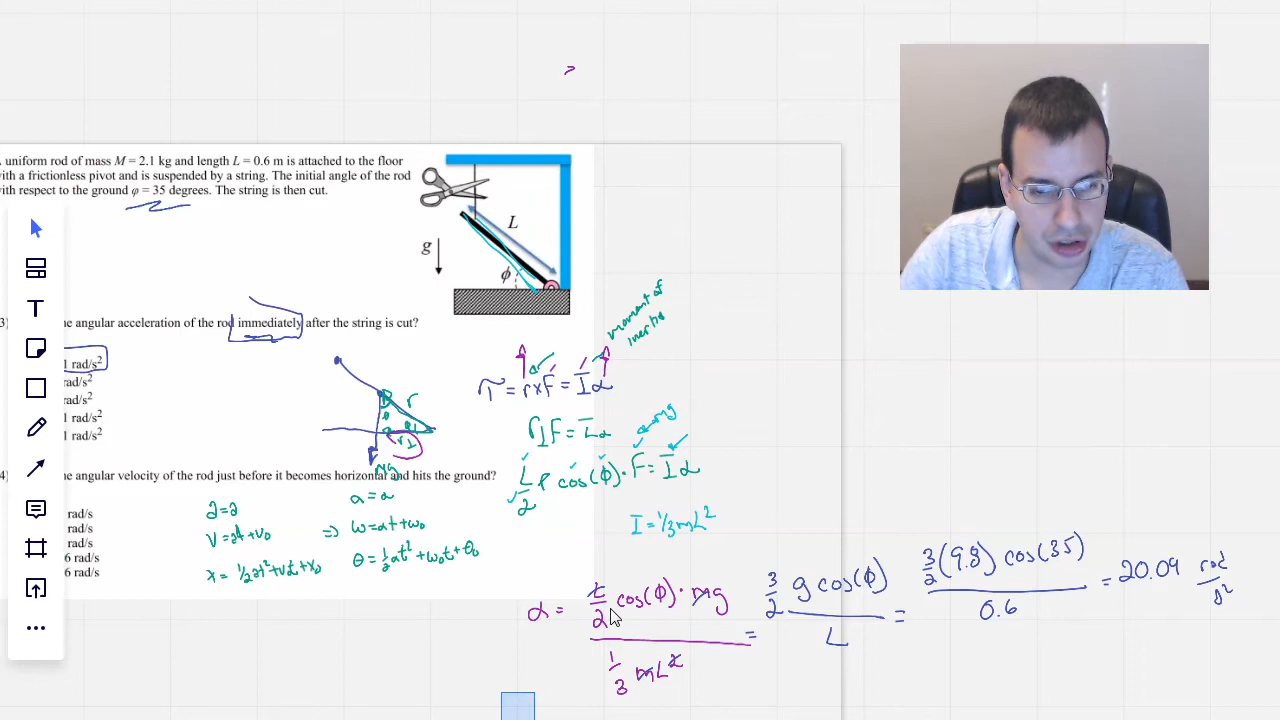 uniform rod of mass M = 2.1 kg and length L = 0.6 m is attached to the floor
with a frictionless pivot and is suspended by a string. The initial angle of the rod
with respect to the ground φ = 35 degrees. The string is then cut.
L
g
ϕ
3)
he angular acceleration of the rod immediately after the string is cut?
1 rad/s²
rad/s²
rad/s²
1 rad/s²
1 rad/s²
moment of
inertia
τ = r×F = Iα
r⊥F = Iα
mg
L/2 cos(ϕ)·F = Iα
I = 1/3 mL²
r
θ
r⊥
mg
4)
he angular velocity of the rod just before it becomes horizontal and hits the ground?
rad/s
rad/s
rad/s
6 rad/s
6 rad/s
a = a
v = at + v₀
x = ½at² + v₀t + x₀
⇒
α = α
ω = αt + ω₀
θ = ½αt² + ω₀t + θ₀
T
α = L/2 cos(ϕ)·mg / 1/3 mL² = 3/2 g cos(ϕ) / L = 3/2 (9.8) cos(35) / 0.6 = 20.09 rad/s²